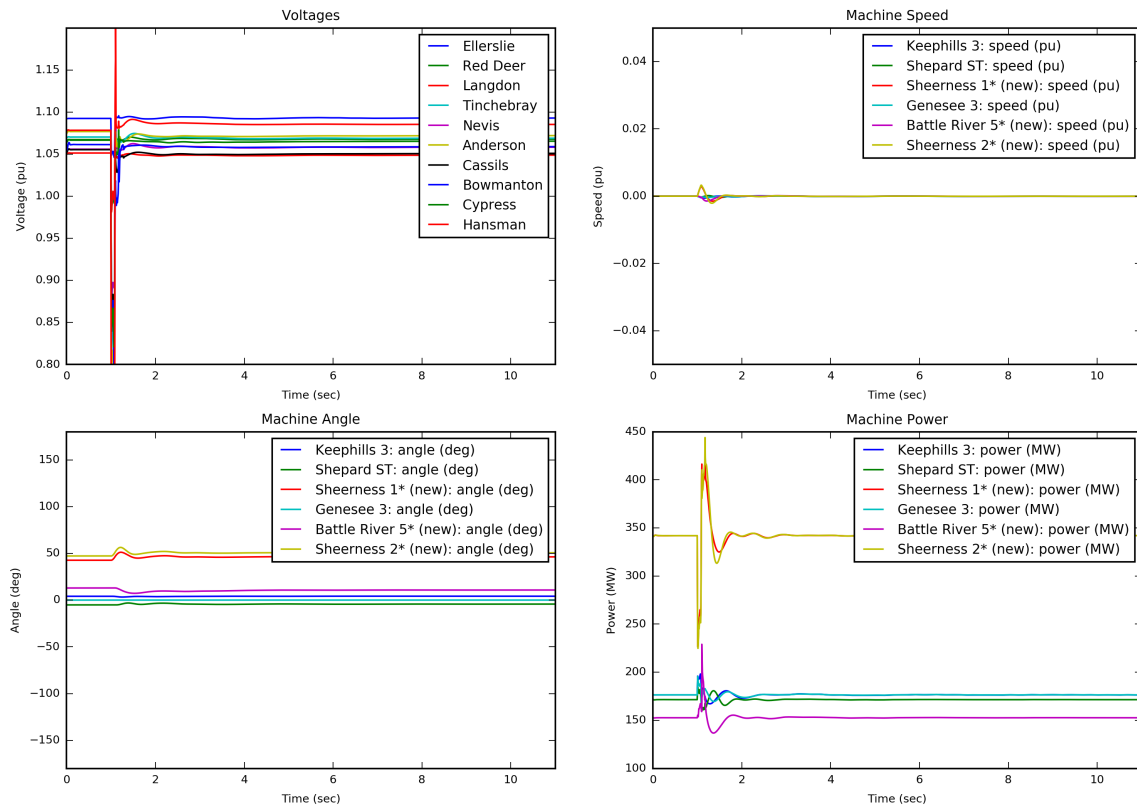 Voltages
1.15
1.10
1.05
1.00
0.95
0.90
0.85
0.80
Voltage (pu)
0 2 4 6 8 10
Time (sec)
Ellerslie
Red Deer
Langdon
Tinchebray
Nevis
Anderson
Cassils
Bowmanton
Cypress
Hansman
Machine Speed
0.04
0.02
0.00
−0.02
−0.04
Speed (pu)
0 2 4 6 8 10
Time (sec)
Keephills 3: speed (pu)
Shepard ST: speed (pu)
Sheerness 1* (new): speed (pu)
Genesee 3: speed (pu)
Battle River 5* (new): speed (pu)
Sheerness 2* (new): speed (pu)
Machine Angle
150
100
50
0
−50
−100
−150
Angle (deg)
0 2 4 6 8 10
Time (sec)
Keephills 3: angle (deg)
Shepard ST: angle (deg)
Sheerness 1* (new): angle (deg)
Genesee 3: angle (deg)
Battle River 5* (new): angle (deg)
Sheerness 2* (new): angle (deg)
Machine Power
450
400
350
300
250
200
150
100
Power (MW)
0 2 4 6 8 10
Time (sec)
Keephills 3: power (MW)
Shepard ST: power (MW)
Sheerness 1* (new): power (MW)
Genesee 3: power (MW)
Battle River 5* (new): power (MW)
Sheerness 2* (new): power (MW)